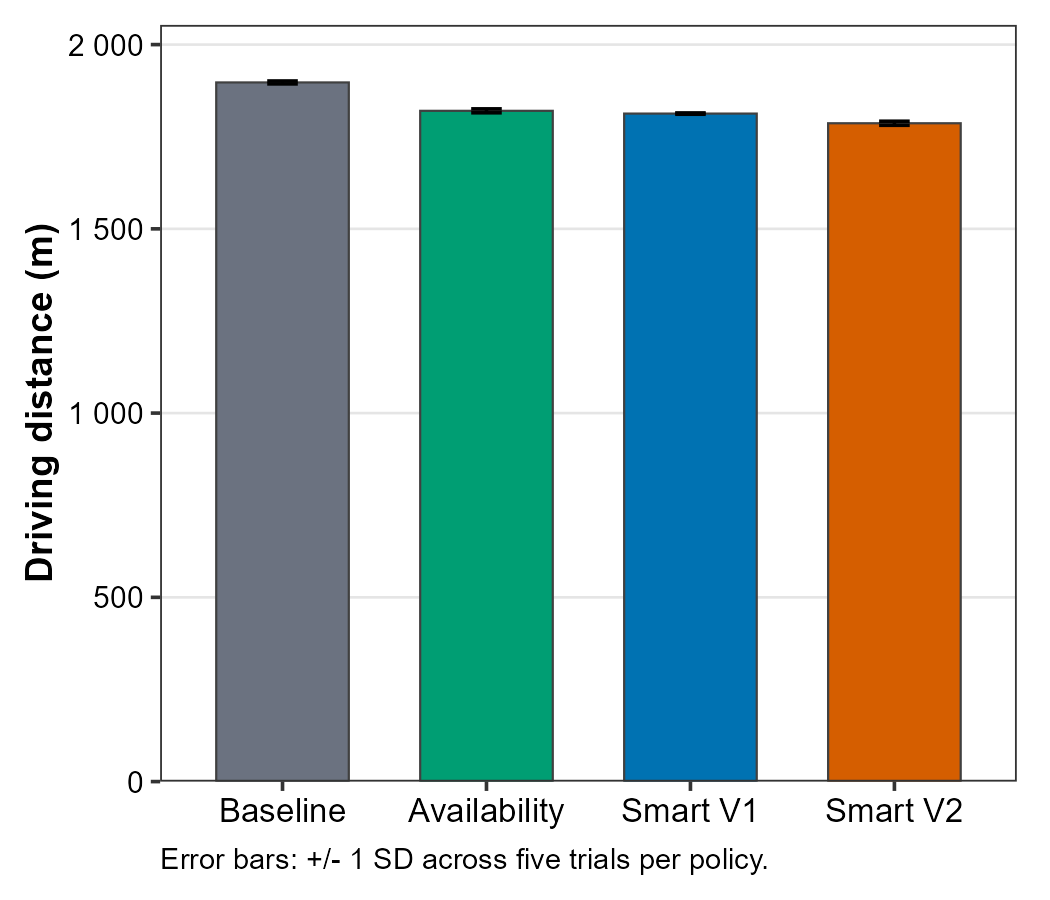 Driving distance (m)
2 000
1 500
1 000
500
0
Baseline
Availability
Smart V1
Smart V2
Error bars: +/- 1 SD across five trials per policy.